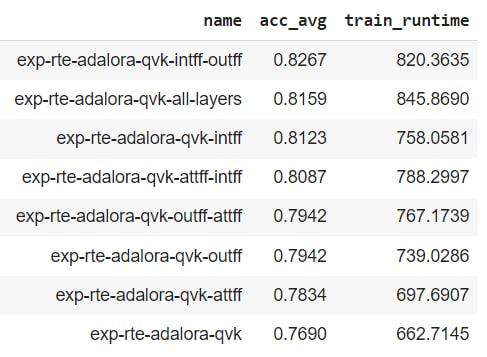 name acc_avg train_runtime
exp-rte-adalora-qvk-intff-outff 0.8267 820.3635
exp-rte-adalora-qvk-all-layers 0.8159 845.8690
exp-rte-adalora-qvk-intff 0.8123 758.0581
exp-rte-adalora-qvk-attff-intff 0.8087 788.2997
exp-rte-adalora-qvk-outff-attff 0.7942 767.1739
exp-rte-adalora-qvk-outff 0.7942 739.0286
exp-rte-adalora-qvk-attff 0.7834 697.6907
exp-rte-adalora-qvk 0.7690 662.7145